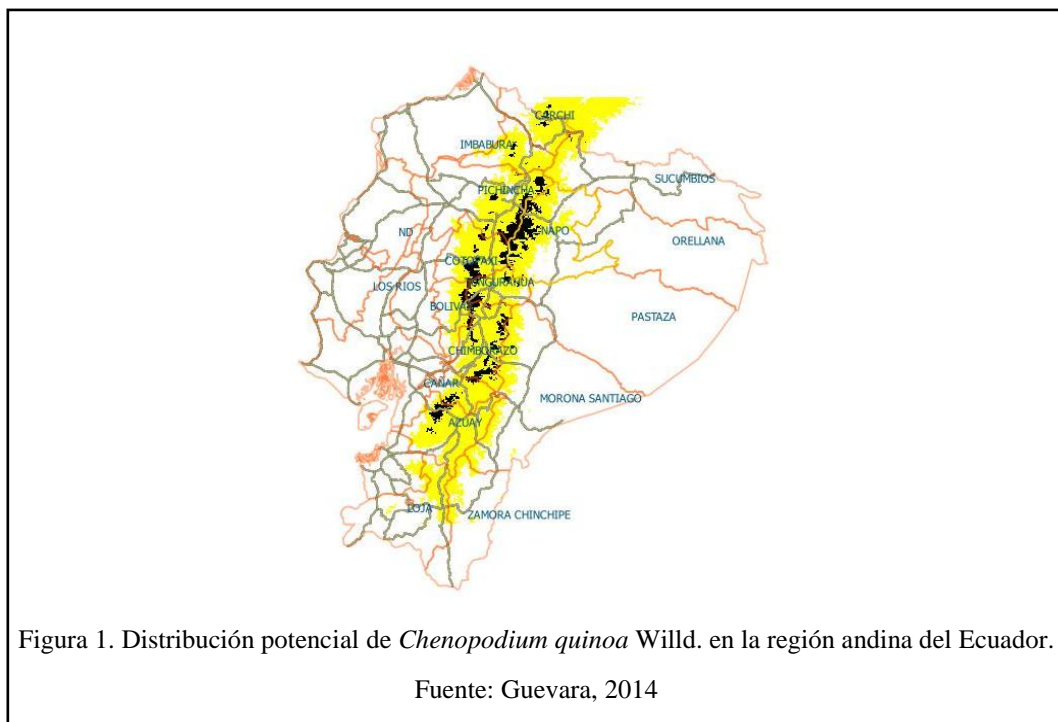 CARCHI
IMBABURA
SUCUMBIOS
PICHINCHA
NAPO
ND
ORELLANA
COTOPAXI
TUNGURAHUA
LOS RIOS
BOLIVAR
PASTAZA
CHIMBORAZO
CAÑAR
MORONA SANTIAGO
AZUAY
LOJA
ZAMORA CHINCHIPE
Figura 1. Distribución potencial de Chenopodium quinoa Willd. en la región andina del Ecuador.
Fuente: Guevara, 2014